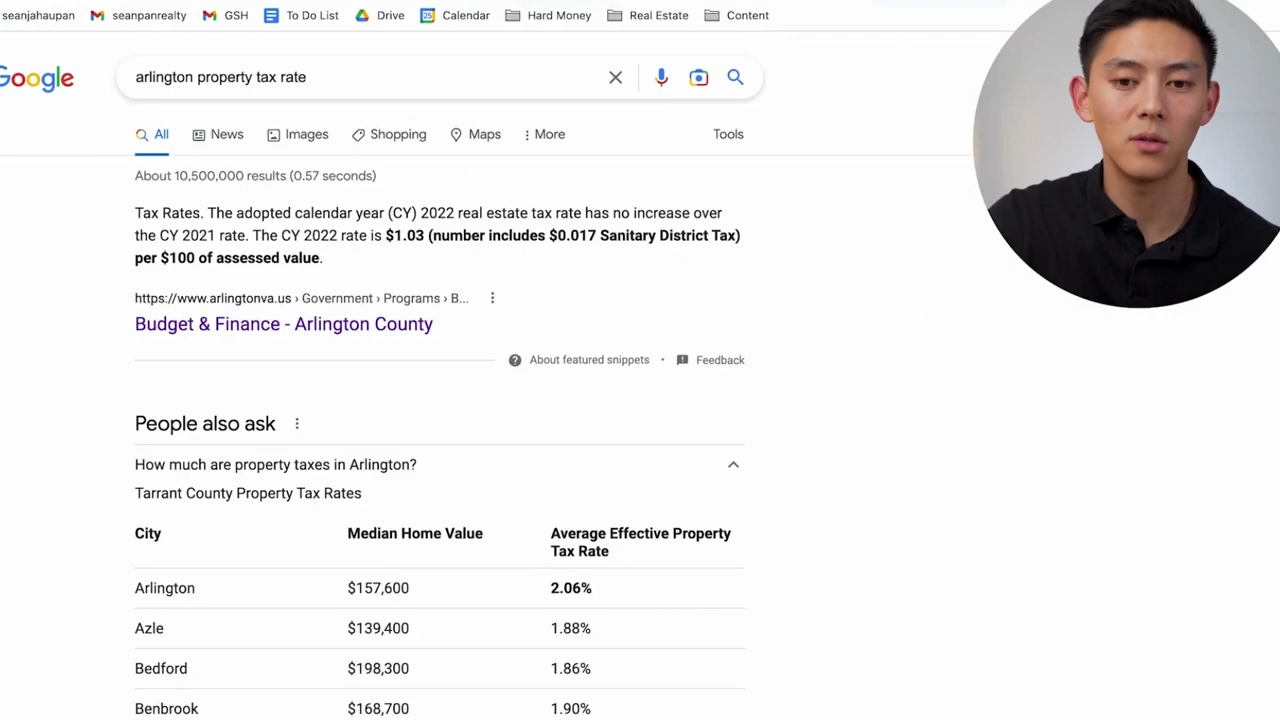 seanjahaupan seanpanrealty GSH To Do List Drive Calendar Hard Money Real Estate Content
Google arlington property tax rate
All News Images Shopping Maps More Tools
About 10,500,000 results (0.57 seconds)
Tax Rates. The adopted calendar year (CY) 2022 real estate tax rate has no increase over
the CY 2021 rate. The CY 2022 rate is $1.03 (number includes $0.017 Sanitary District Tax)
per $100 of assessed value.
https://www.arlingtonva.us › Government › Programs › B...
Budget & Finance - Arlington County
About featured snippets • Feedback
People also ask
How much are property taxes in Arlington?
Tarrant County Property Tax Rates
City Median Home Value Average Effective Property
Tax Rate
Arlington $157,600 2.06%
Azle $139,400 1.88%
Bedford $198,300 1.86%
Benbrook $168,700 1.90%